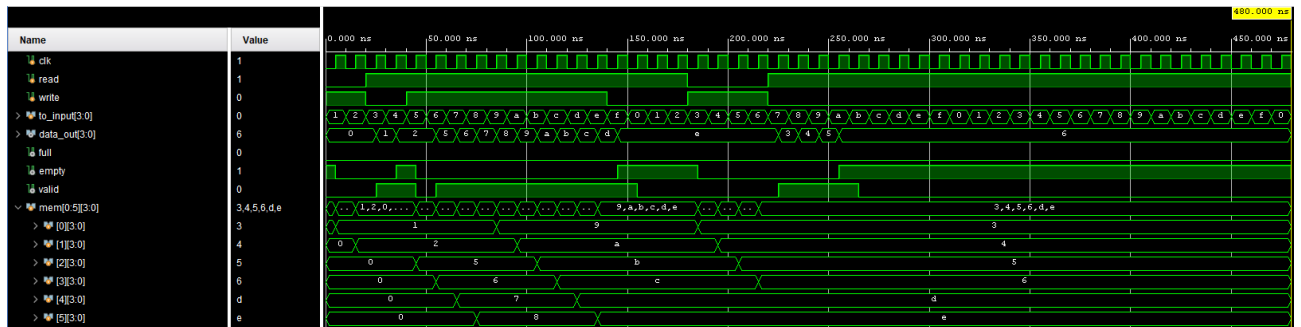 480.000 ns
Name Value
0.000 ns 50.000 ns 100.000 ns 150.000 ns 200.000 ns 250.000 ns 300.000 ns 350.000 ns 400.000 ns 450.000 ns
clk 1
read 1
write 0
to_input[3:0] 0 1 2 3 4 5 6 7 8 9 a b c d e f 0 1 2 3 4 5 6 7 8 9 a b c d e f 0 1 2 3 4 5 6 7 8 9 a b c d e f 0
data_out[3:0] 6 0 1 2 5 6 7 8 9 a b c d e 3 4 5 6
full 0
empty 1
valid 0
mem[0:5][3:0] 3,4,5,6,d,e .. 1,2,0,... .. .. .. .. .. .. .. .. .. 9,a,b,c,d,e .. .. .. 3,4,5,6,d,e
[0][3:0] 3 1 9 3
[1][3:0] 4 0 2 a 4
[2][3:0] 5 0 5 b 5
[3][3:0] 6 0 6 c 6
[4][3:0] d 0 7 d
[5][3:0] e 0 8 e